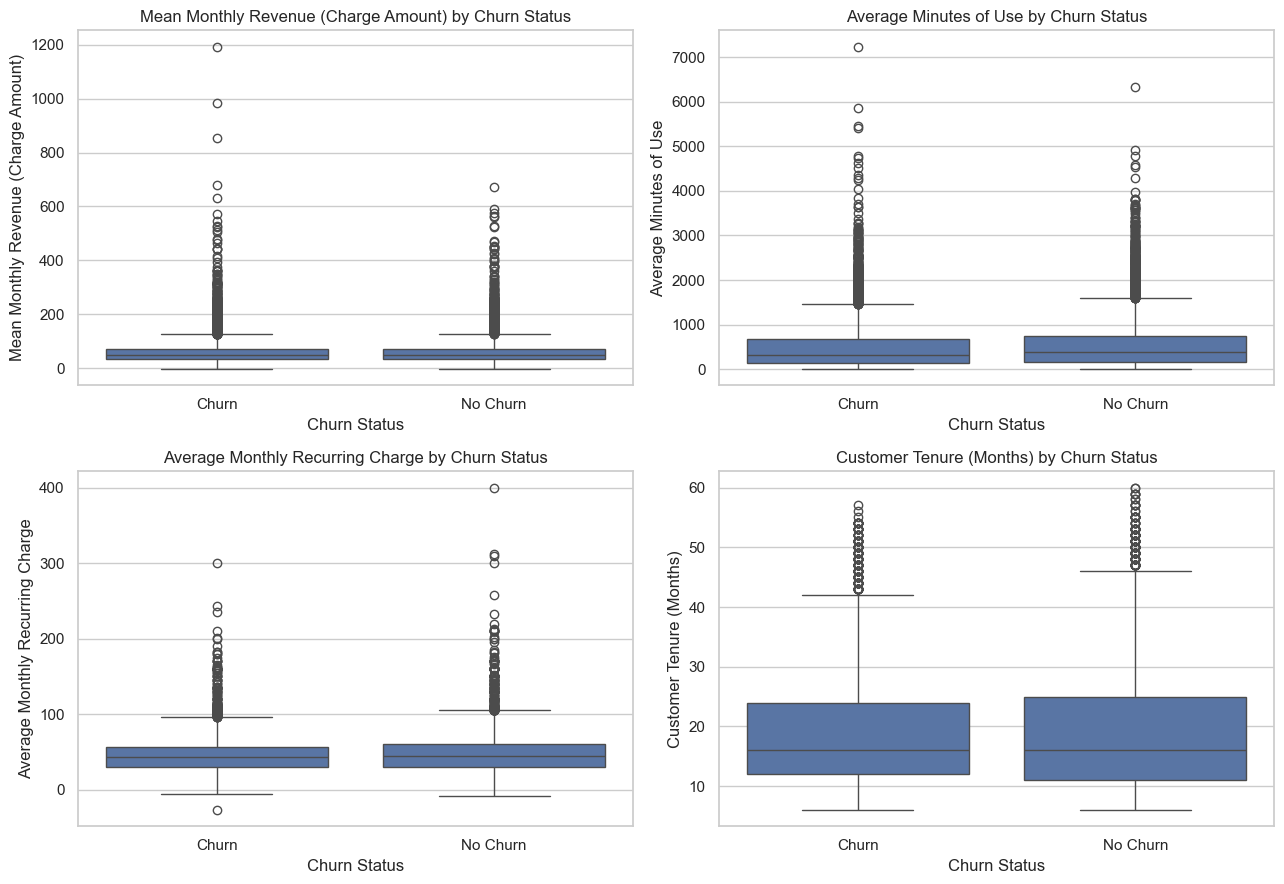 Mean Monthly Revenue (Charge Amount) by Churn Status
Mean Monthly Revenue (Charge Amount)
1200
1000
800
600
400
200
0
Churn
No Churn
Churn Status
Average Minutes of Use by Churn Status
Average Minutes of Use
7000
6000
5000
4000
3000
2000
1000
0
Churn
No Churn
Churn Status
Average Monthly Recurring Charge by Churn Status
Average Monthly Recurring Charge
400
300
200
100
0
Churn
No Churn
Churn Status
Customer Tenure (Months) by Churn Status
Customer Tenure (Months)
60
50
40
30
20
10
Churn
No Churn
Churn Status